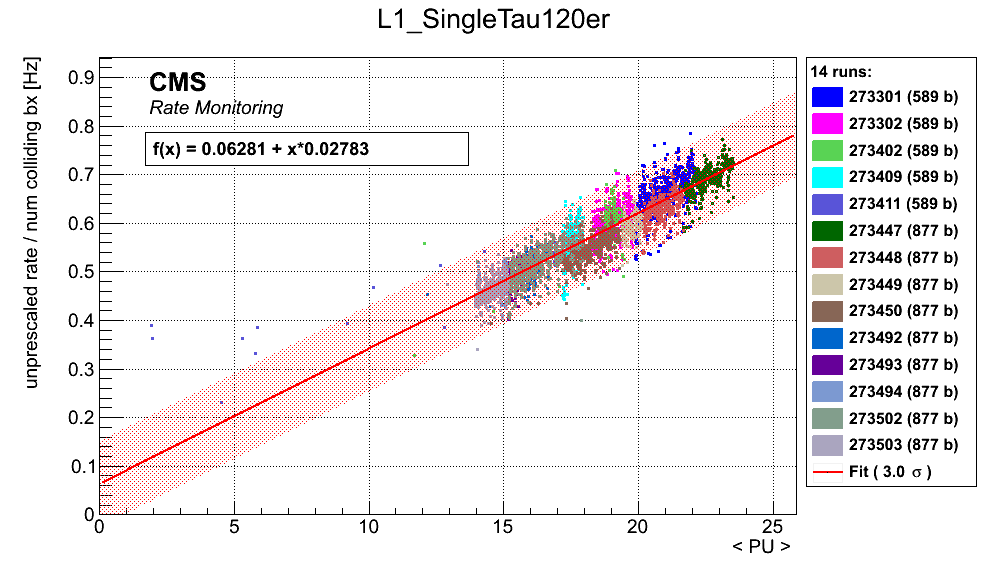 L1_SingleTau120er
unprescaled rate / num colliding bx [Hz]
CMS
Rate Monitoring
f(x) = 0.06281 + x*0.02783
0.9
0.8
0.7
0.6
0.5
0.4
0.3
0.2
0.1
0
0 5 10 15 20 25
< PU >
14 runs:
273301 (589 b)
273302 (589 b)
273402 (589 b)
273409 (589 b)
273411 (589 b)
273447 (877 b)
273448 (877 b)
273449 (877 b)
273450 (877 b)
273492 (877 b)
273493 (877 b)
273494 (877 b)
273502 (877 b)
273503 (877 b)
Fit ( 3.0 σ )